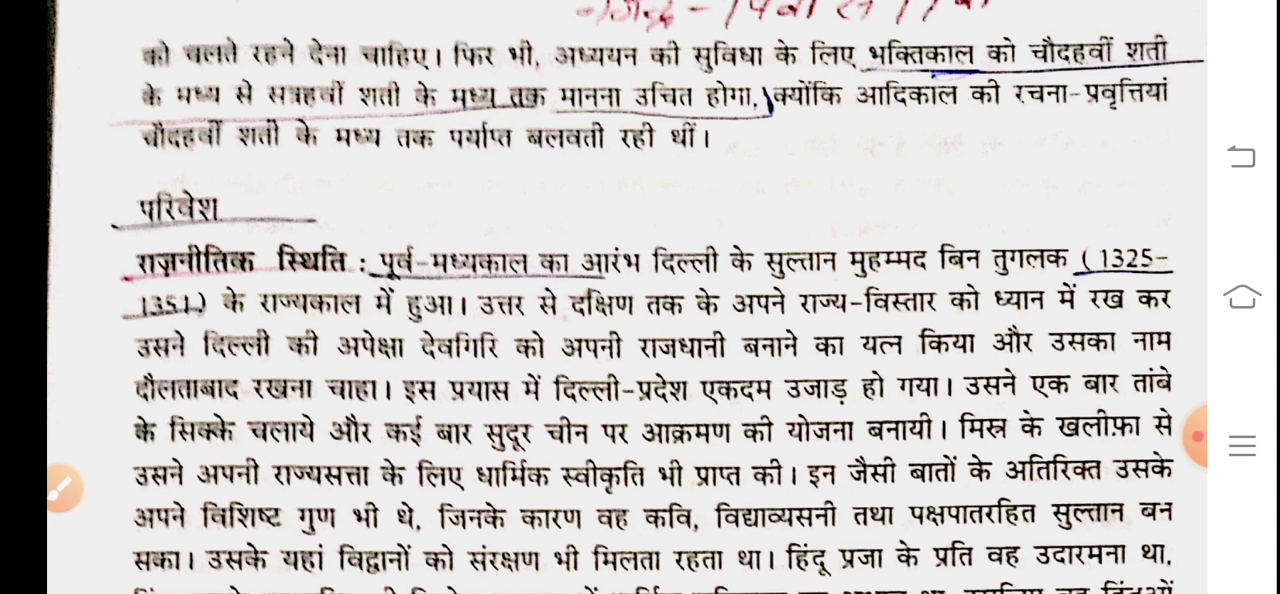 को चलते रहने देना चाहिए। फिर भी, अध्ययन की सुविधा के लिए भक्तिकाल को चौदहवीं शती
के मध्य से सत्रहवीं शती के मध्य तक मानना उचित होगा, क्योंकि आदिकाल की रचना-प्रवृत्तियां
चौदहवीं शती के मध्य तक पर्याप्त बलवती रही थीं।
परिवेश
राजनीतिक स्थिति : पूर्व-मध्यकाल का आरंभ दिल्ली के सुल्तान मुहम्मद बिन तुगलक (1325-
1351) के राज्यकाल में हुआ। उत्तर से दक्षिण तक के अपने राज्य-विस्तार को ध्यान में रख कर
उसने दिल्ली की अपेक्षा देवगिरि को अपनी राजधानी बनाने का यत्न किया और उसका नाम
दौलताबाद रखना चाहा। इस प्रयास में दिल्ली-प्रदेश एकदम उजाड़ हो गया। उसने एक बार तांबे
के सिक्के चलाये और कई बार सुदूर चीन पर आक्रमण की योजना बनायी। मिस्र के खलीफ़ा से
उसने अपनी राज्यसत्ता के लिए धार्मिक स्वीकृति भी प्राप्त की। इन जैसी बातों के अतिरिक्त उसके
अपने विशिष्ट गुण भी थे, जिनके कारण वह कवि, विद्याव्यसनी तथा पक्षपातरहित सुल्तान बन
सका। उसके यहां विद्वानों को संरक्षण भी मिलता रहता था। हिंदू प्रजा के प्रति वह उदारमना था,